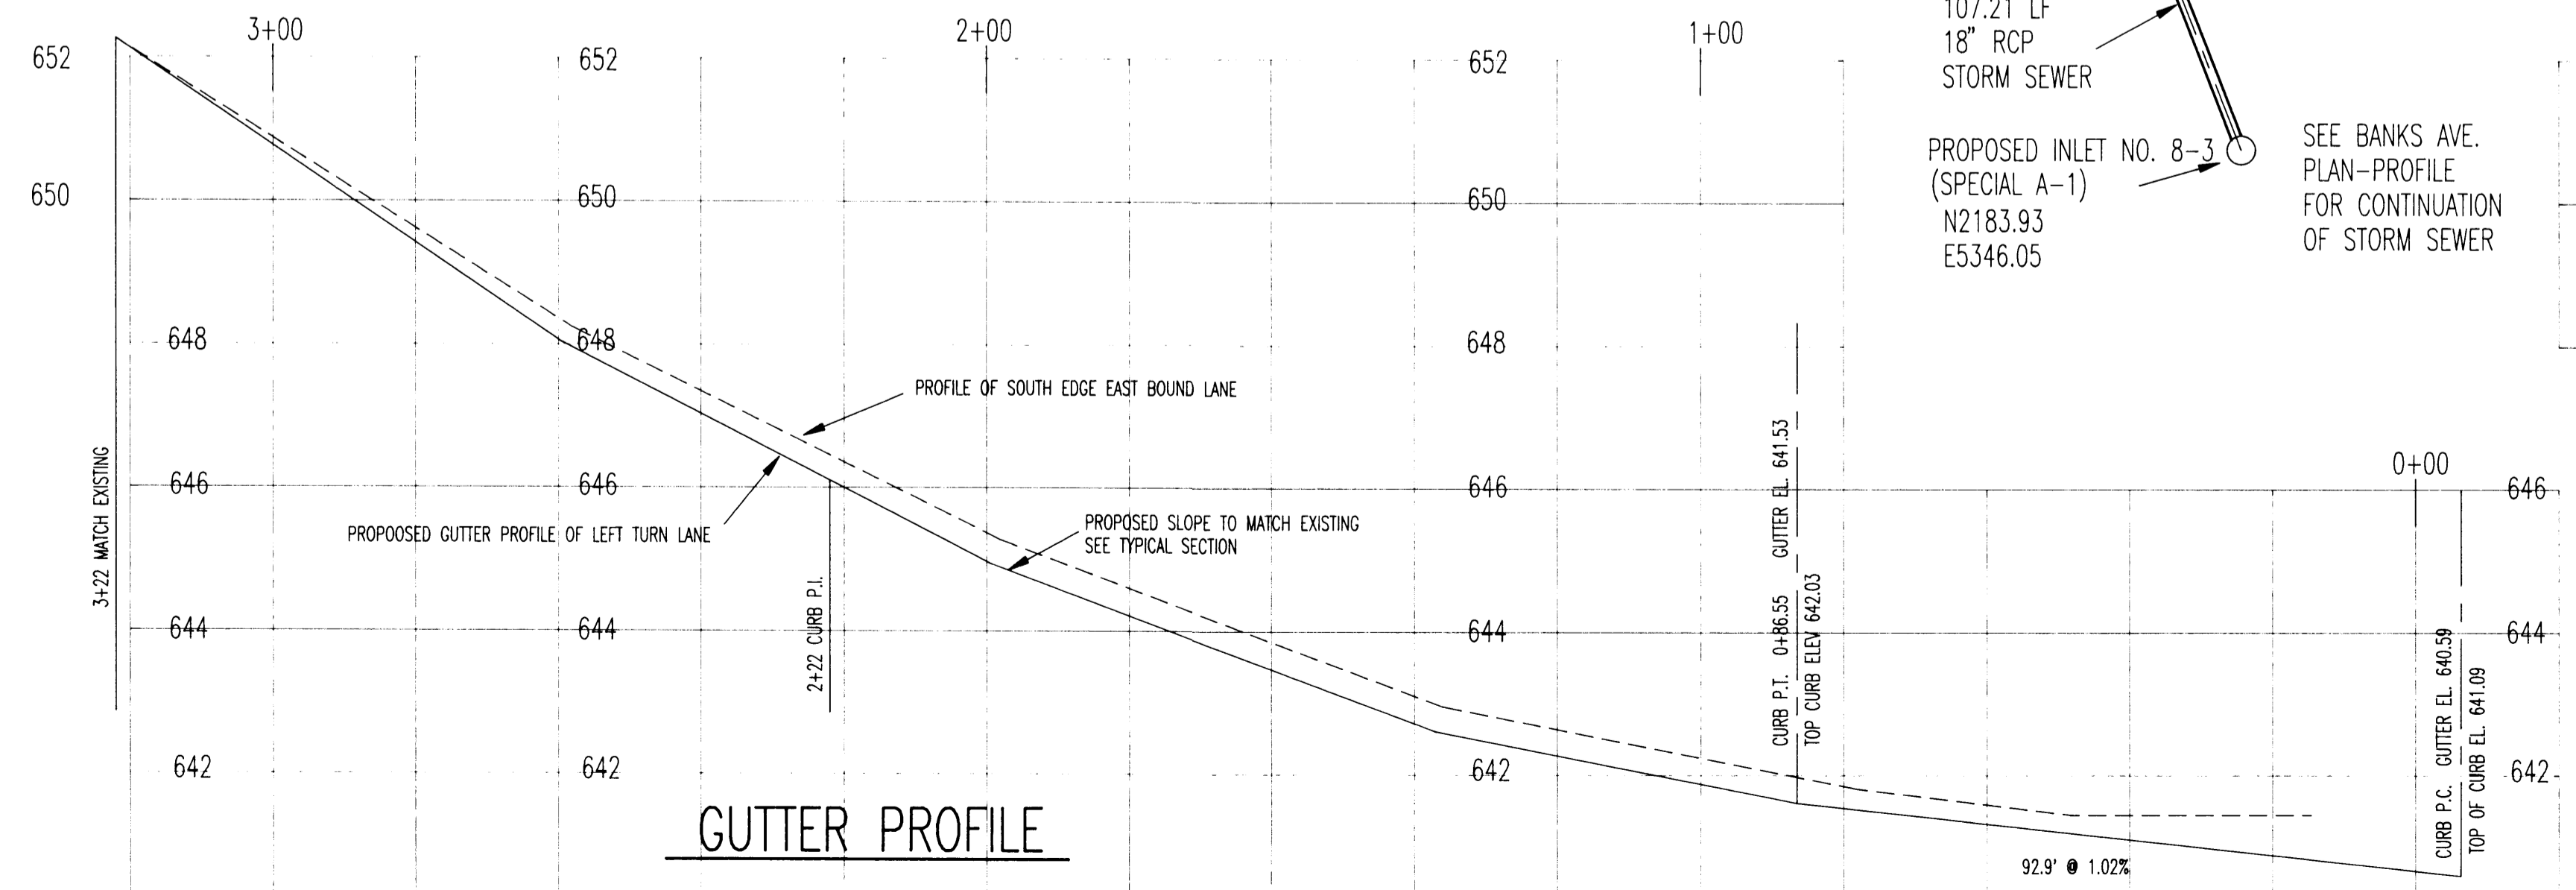 3+00
2+00
1+00
107.21 LF
18" RCP
STORM SEWER
652
652
652
PROPOSED INLET NO. 8-3
(SPECIAL A-1)
N2183.93
E5346.05
SEE BANKS AVE.
PLAN-PROFILE
FOR CONTINUATION
OF STORM SEWER
650
650
650
648
648
648
PROFILE OF SOUTH EDGE EAST BOUND LANE
0+00
646
646
646
646
3+22 MATCH EXISTING
PROPOOSED GUTTER PROFILE OF LEFT TURN LANE
PROPOSED SLOPE TO MATCH EXISTING
SEE TYPICAL SECTION
2+22 CURB P.I.
CURB P.T. 0+86.55 GUTTER EL. 641.53
TOP CURB ELEV 642.03
644
644
644
644
CURB P.C. GUTTER EL. 640.59
TOP OF CURB EL. 641.09
642
642
642
642
GUTTER PROFILE
92.9' @ 1.02%